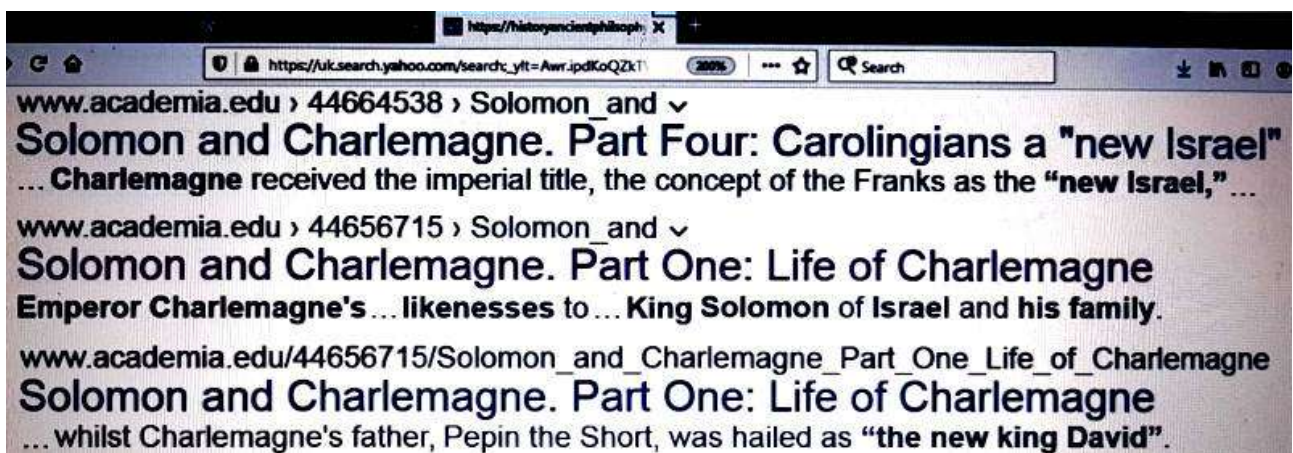 https://historyancientphilosoph X +
https://uk.search.yahoo.com/search;_ylt=Awr.ipdKoQZkT 200% ••• Search
www.academia.edu › 44664538 › Solomon_and
Solomon and Charlemagne. Part Four: Carolingians a "new Israel"
... Charlemagne received the imperial title, the concept of the Franks as the “new Israel,”...
www.academia.edu › 44656715 › Solomon_and
Solomon and Charlemagne. Part One: Life of Charlemagne
Emperor Charlemagne's ... likenesses to ... King Solomon of Israel and his family.
www.academia.edu/44656715/Solomon_and_Charlemagne_Part_One_Life_of_Charlemagne
Solomon and Charlemagne. Part One: Life of Charlemagne
... whilst Charlemagne's father, Pepin the Short, was hailed as “the new king David”.